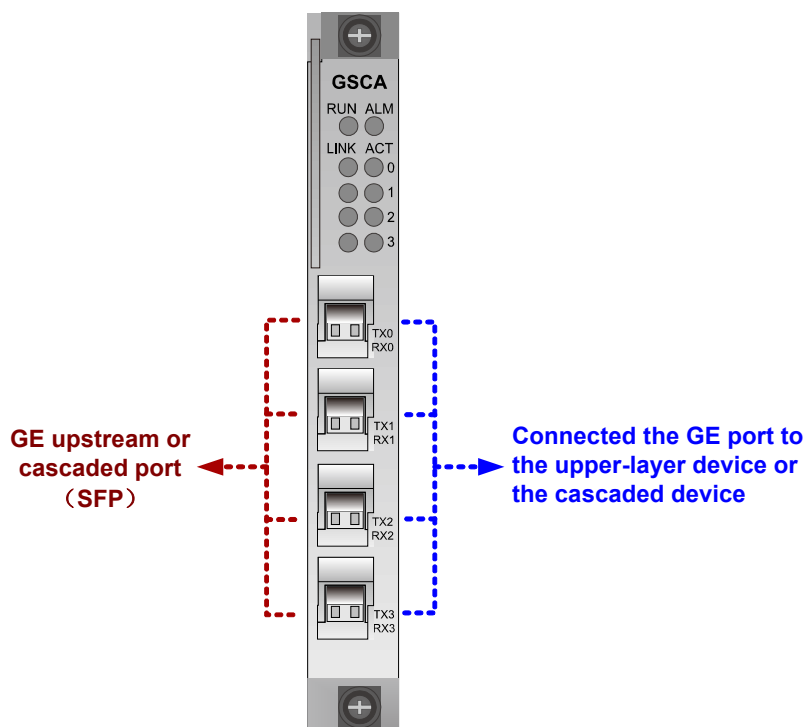 GSCA
RUN ALM
LINK ACT
0
1
2
3
TX0
RX0
TX1
RX1
TX2
RX2
TX3
RX3
GE upstream or
cascaded port
（SFP）
Connected the GE port to
the upper-layer device or
the cascaded device